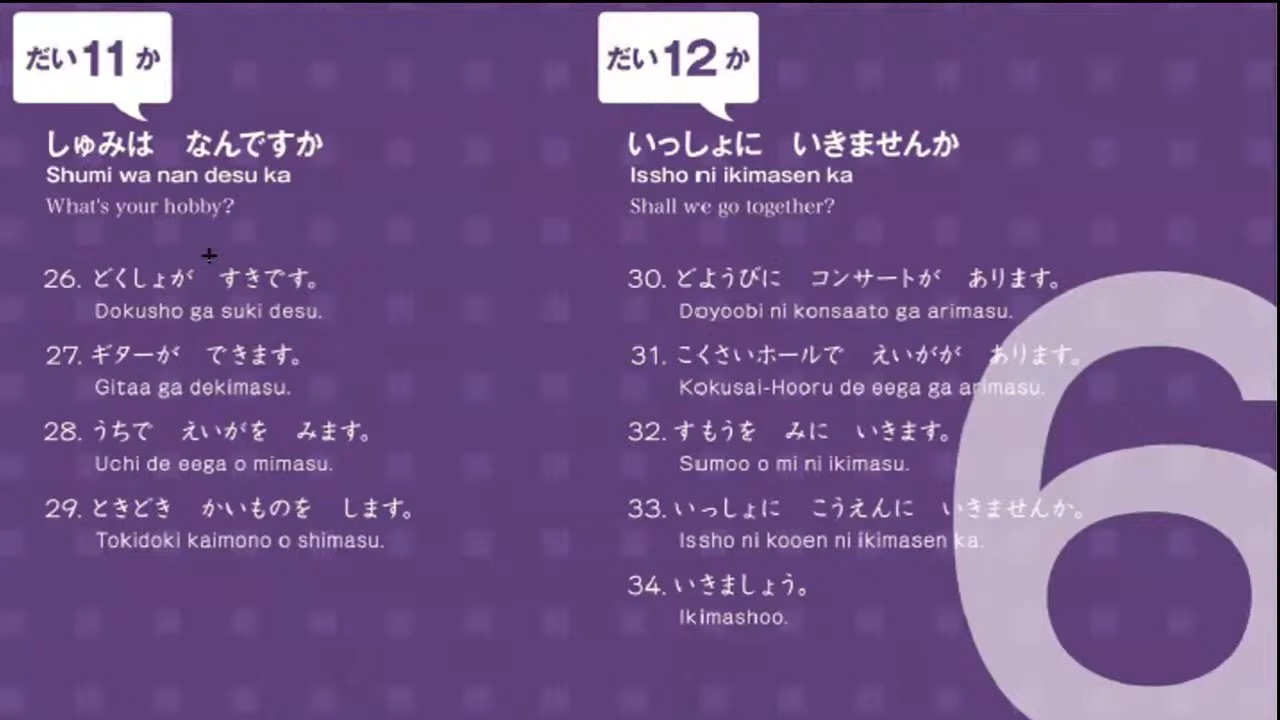 だい11か
しゅみは なんですか
Shumi wa nan desu ka
What's your hobby?
26. どくしょが すきです。
Dokusho ga suki desu.
27. ギターが できます。
Gitaa ga dekimasu.
28. うちで えいがを みます。
Uchi de eega o mimasu.
29. ときどき かいものを します。
Tokidoki kaimono o shimasu.
だい12か
いっしょに いきませんか
Issho ni ikimasen ka
Shall we go together?
30. どようびに コンサートが あります。
Doyoobi ni konsaato ga arimasu.
31. こくさいホールで えいがが あります。
Kokusai-Hooru de eega ga arimasu.
32. すもうを みに いきます。
Sumoo o mi ni ikimasu.
33. いっしょに こうえんに いきませんか。
Issho ni kooen ni ikimasen ka.
34. いきましょう。
Ikimashoo.
6